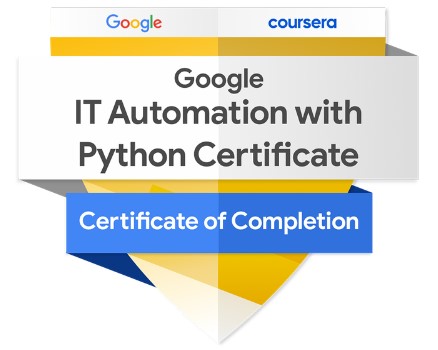 Google coursera
Google
IT Automation with
Python Certificate
Certificate of Completion